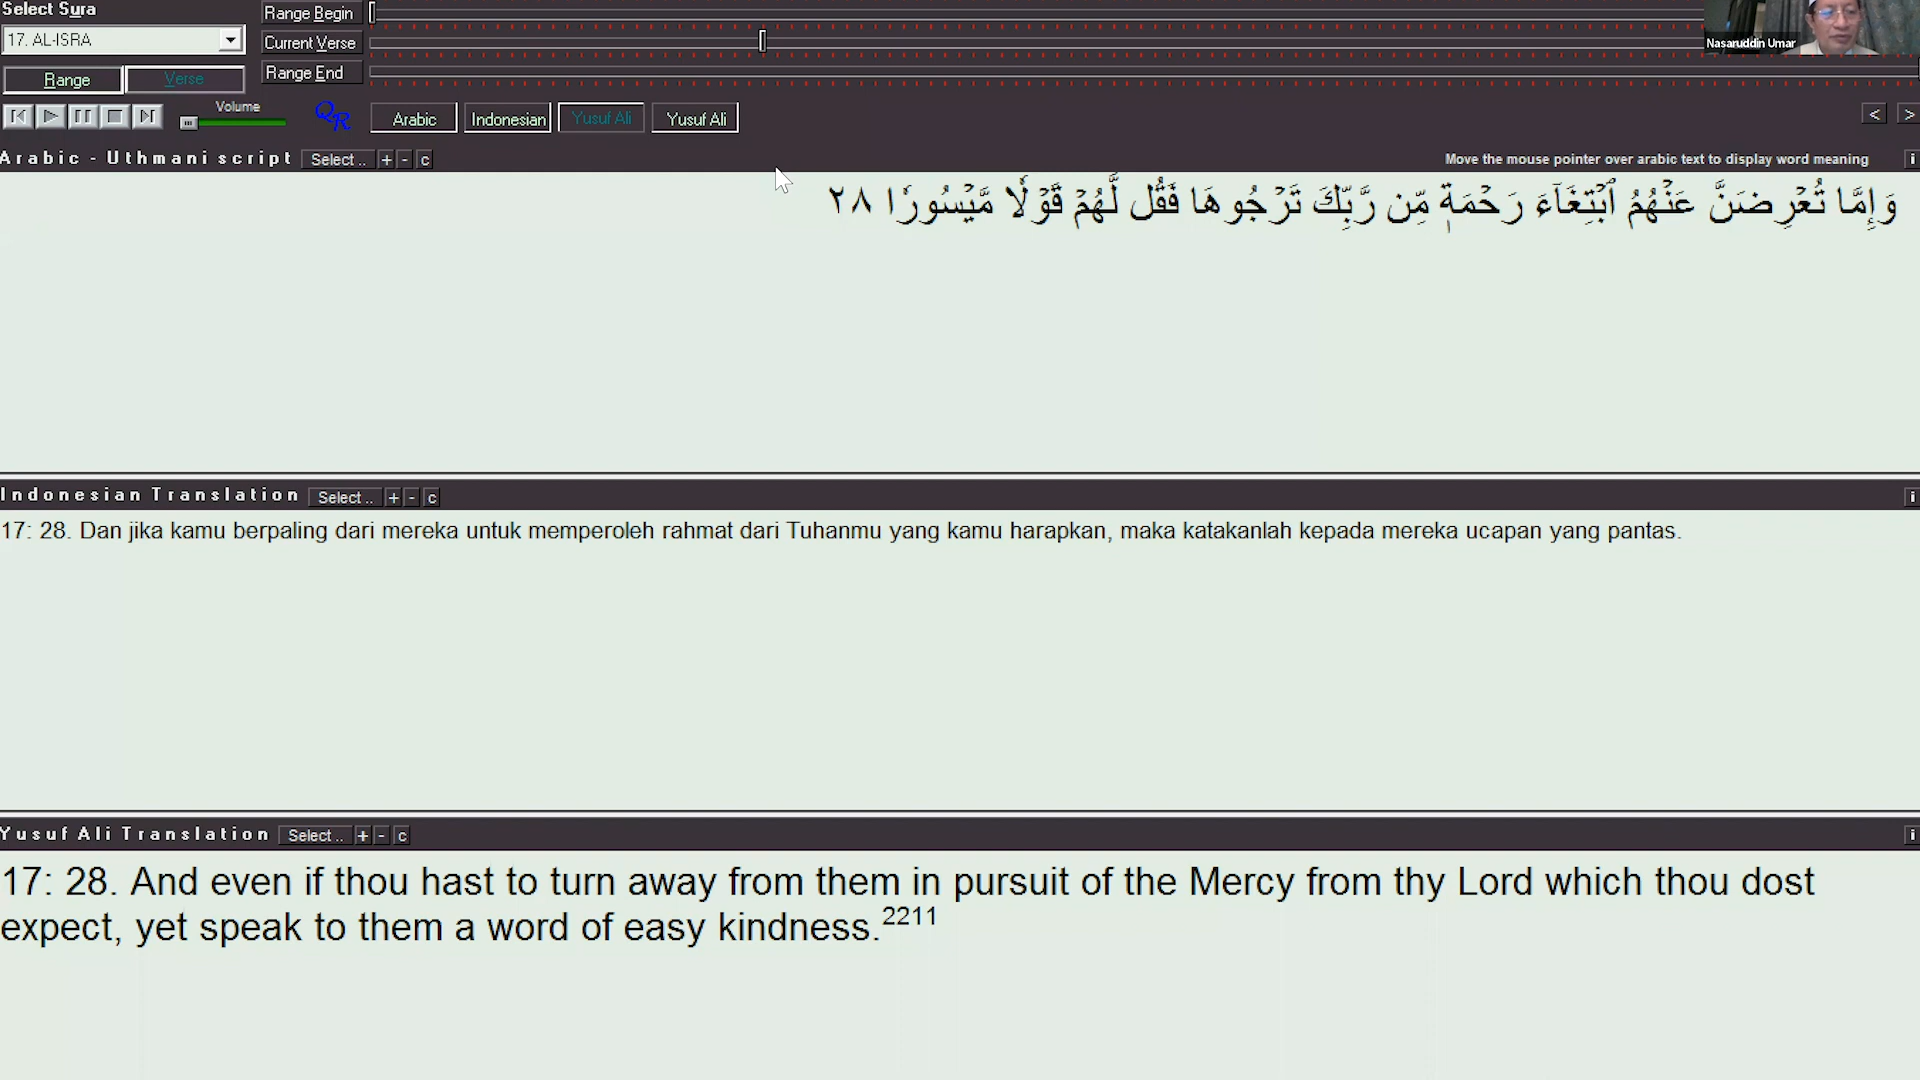 Select Sura
17. AL-ISRA
Range Verse
Volume
Range Begin
Current Verse
Range End
QR
Arabic Indonesian Yusuf Ali Yusuf Ali
< >
Nasaruddin Umar
Arabic - Uthmani script Select .. + - c
Move the mouse pointer over arabic text to display word meaning i
وَإِمَّا تُعۡرِضَنَّ عَنۡهُمُ ٱبۡتِغَآءَ رَحۡمَةٖ مِّن رَّبِّكَ تَرۡجُوهَا فَقُل لَّهُمۡ قَوۡلٗا مَّيۡسُورٗا ٢٨
Indonesian Translation Select .. + - c i
17: 28. Dan jika kamu berpaling dari mereka untuk memperoleh rahmat dari Tuhanmu yang kamu harapkan, maka katakanlah kepada mereka ucapan yang pantas.
Yusuf Ali Translation Select .. + - c i
17: 28. And even if thou hast to turn away from them in pursuit of the Mercy from thy Lord which thou dost
expect, yet speak to them a word of easy kindness.2211